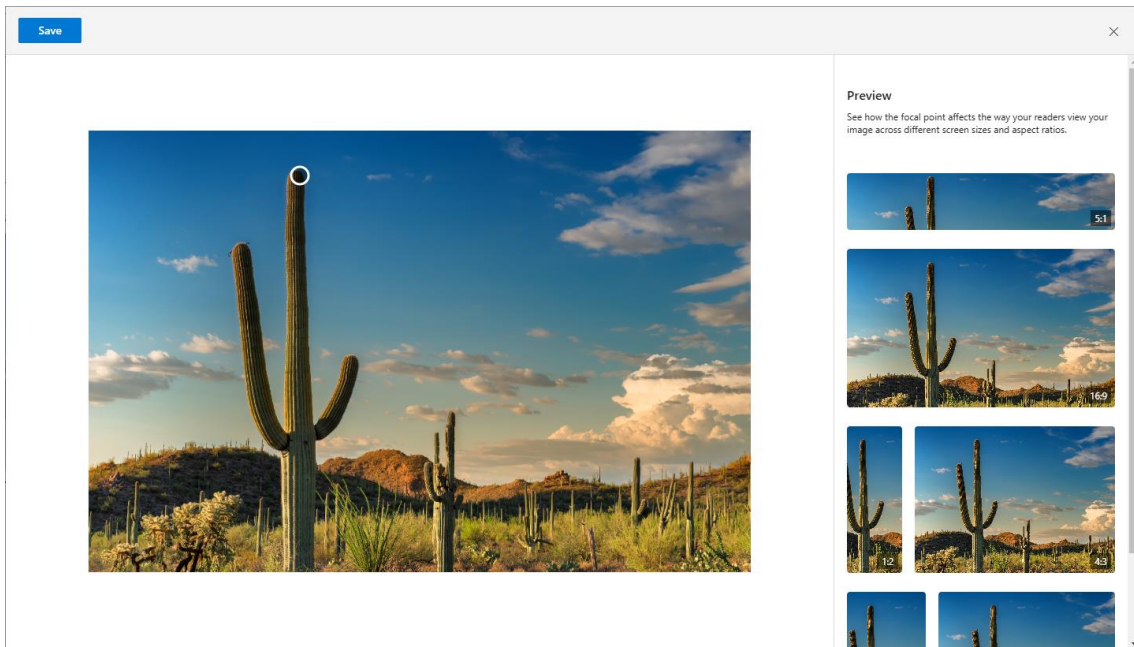 Save
Preview
See how the focal point affects the way your readers view your
image across different screen sizes and aspect ratios.
5:1
16:9
1:2
4:3